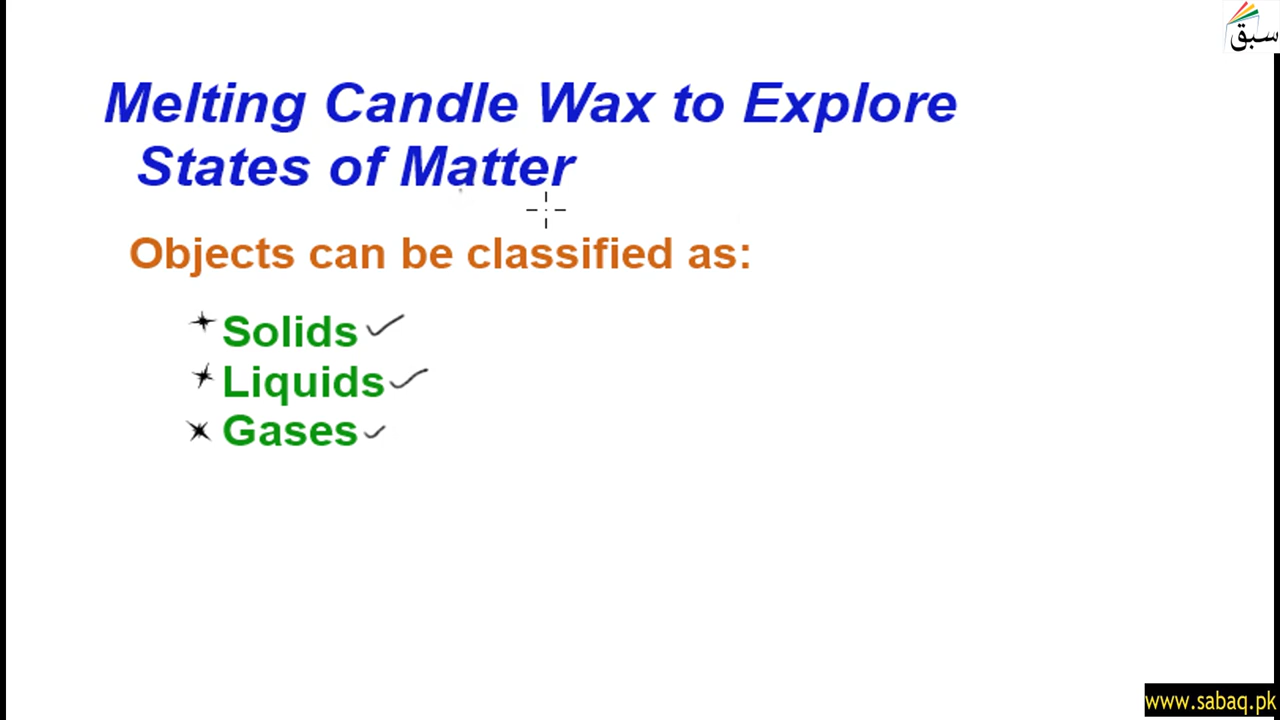 سبق
Melting Candle Wax to Explore
States of Matter
Objects can be classified as:
Solids
Liquids
Gases
www.sabaq.pk